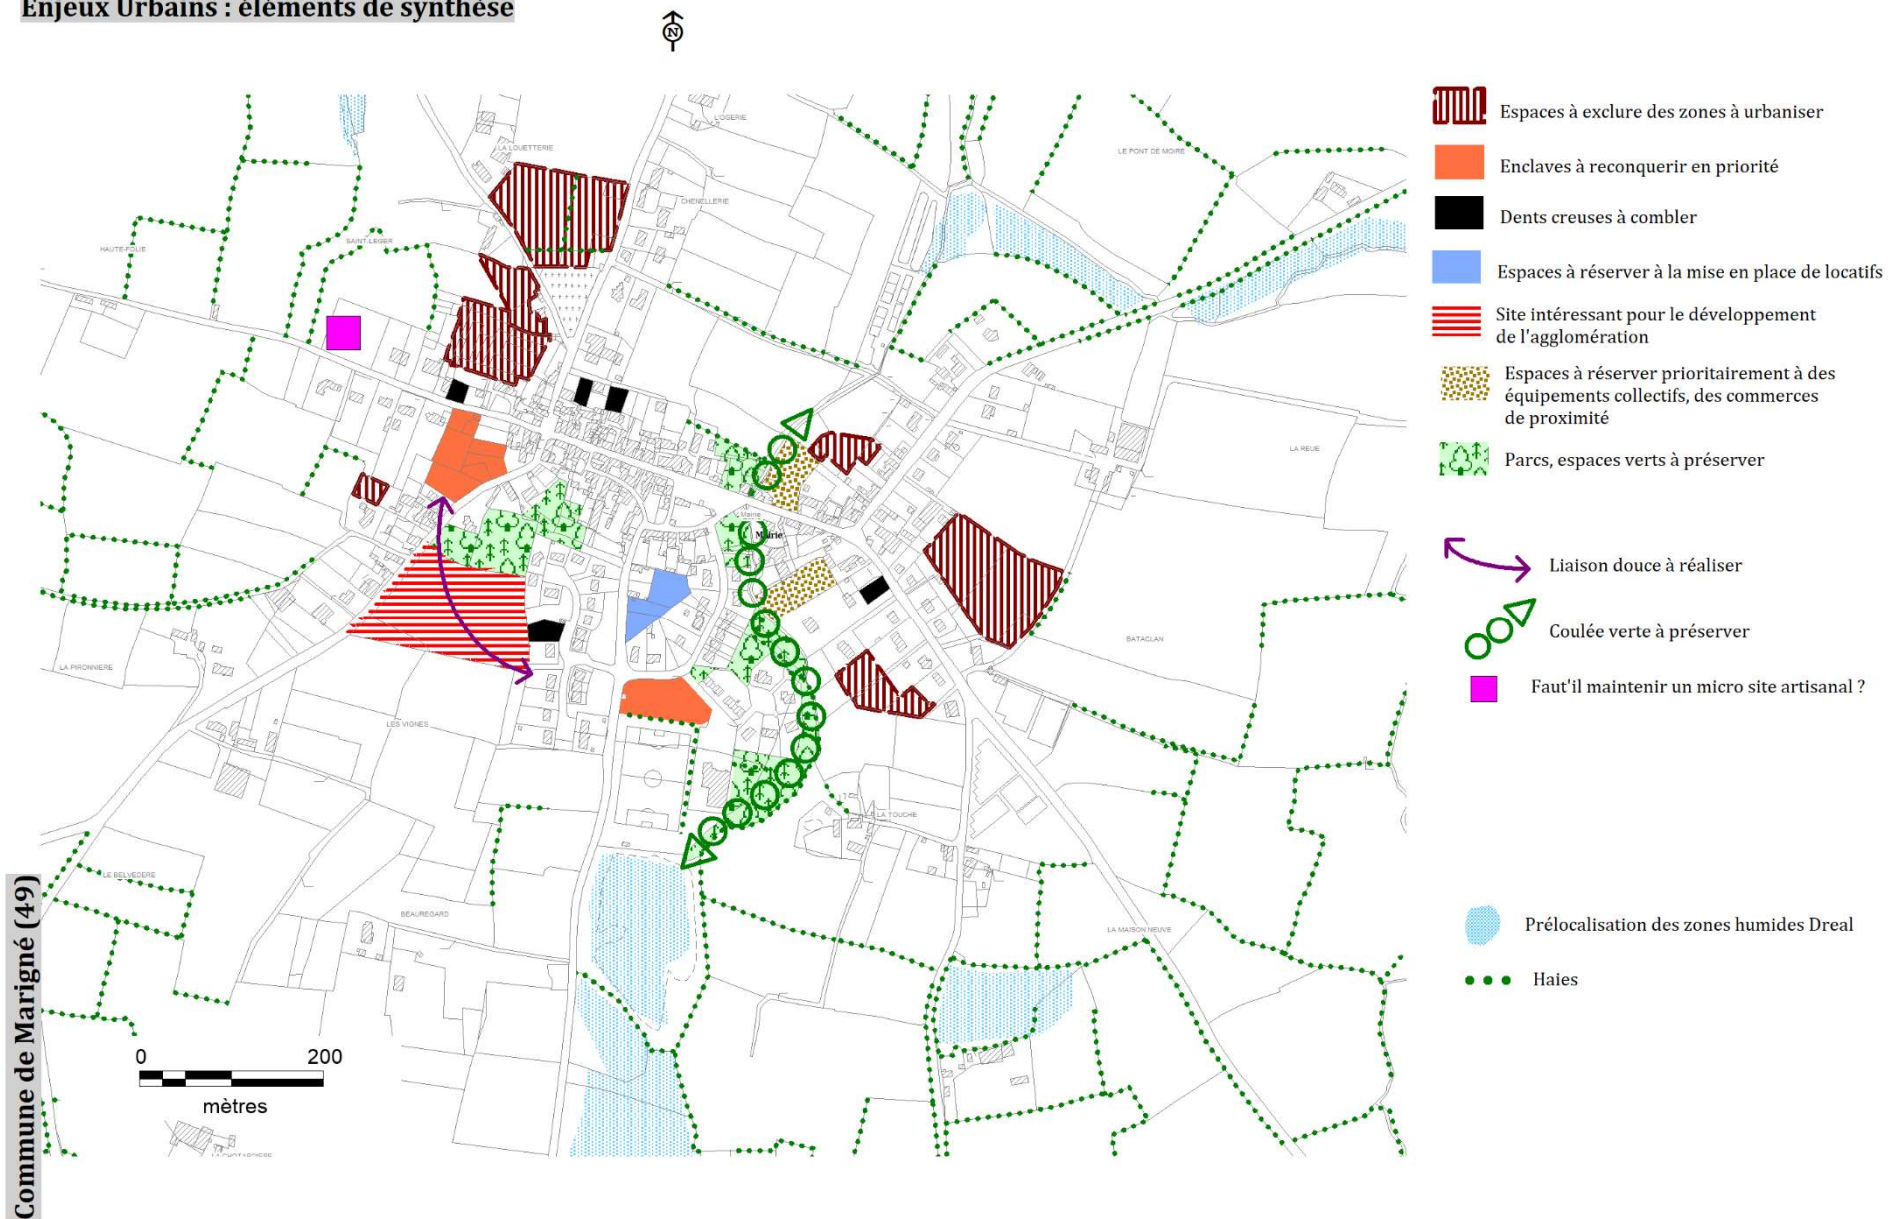 Enjeux Urbains : éléments de synthèse
N
L'OGERIE
LA LOUETTERIE
LE PONT DE MOIRE
CHENELLERIE
SAINT-LEGER
HAUTE-FOLIE
LA REUE
Mairie
Mairie
BATACLAN
LA PIRONNIERE
LES VIGNES
LA TOUCHE
LE BELVEDERE
BEAUREGARD
LA MAISON NEUVE
0 200
mètres
Commune de Marigné (49)
Espaces à exclure des zones à urbaniser
Enclaves à reconquerir en priorité
Dents creuses à combler
Espaces à réserver à la mise en place de locatifs
Site intéressant pour le développement
de l'agglomération
Espaces à réserver prioritairement à des
équipements collectifs, des commerces
de proximité
Parcs, espaces verts à préserver
Liaison douce à réaliser
Coulée verte à préserver
Faut'il maintenir un micro site artisanal ?
Prélocalisation des zones humides Dreal
Haies